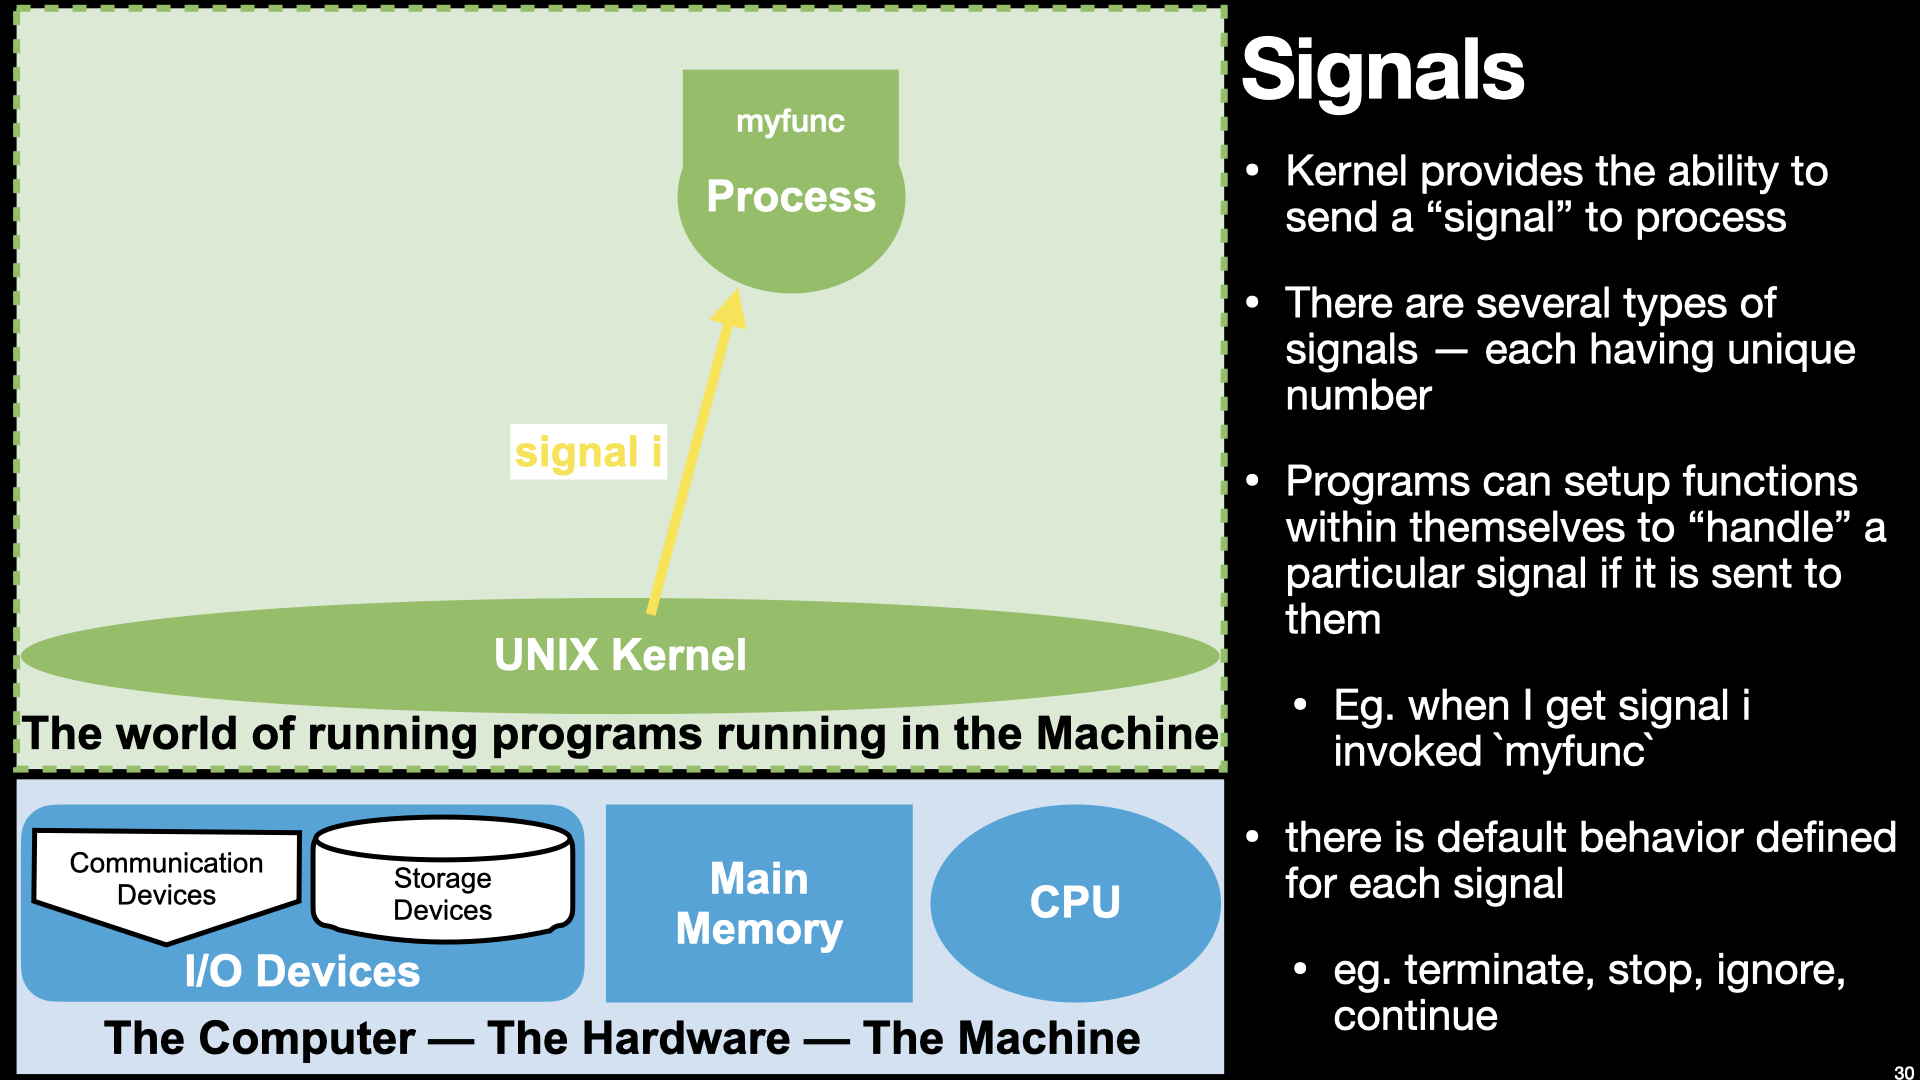 myfunc
Process
signal i
UNIX Kernel
The world of running programs running in the Machine
Communication
Devices
Storage
Devices
I/O Devices
Main
Memory
CPU
The Computer — The Hardware — The Machine
Signals
• Kernel provides the ability to
send a “signal” to process
• There are several types of
signals — each having unique
number
• Programs can setup functions
within themselves to “handle” a
particular signal if it is sent to
them
• Eg. when I get signal i
invoked `myfunc`
• there is default behavior defined
for each signal
• eg. terminate, stop, ignore,
continue
30